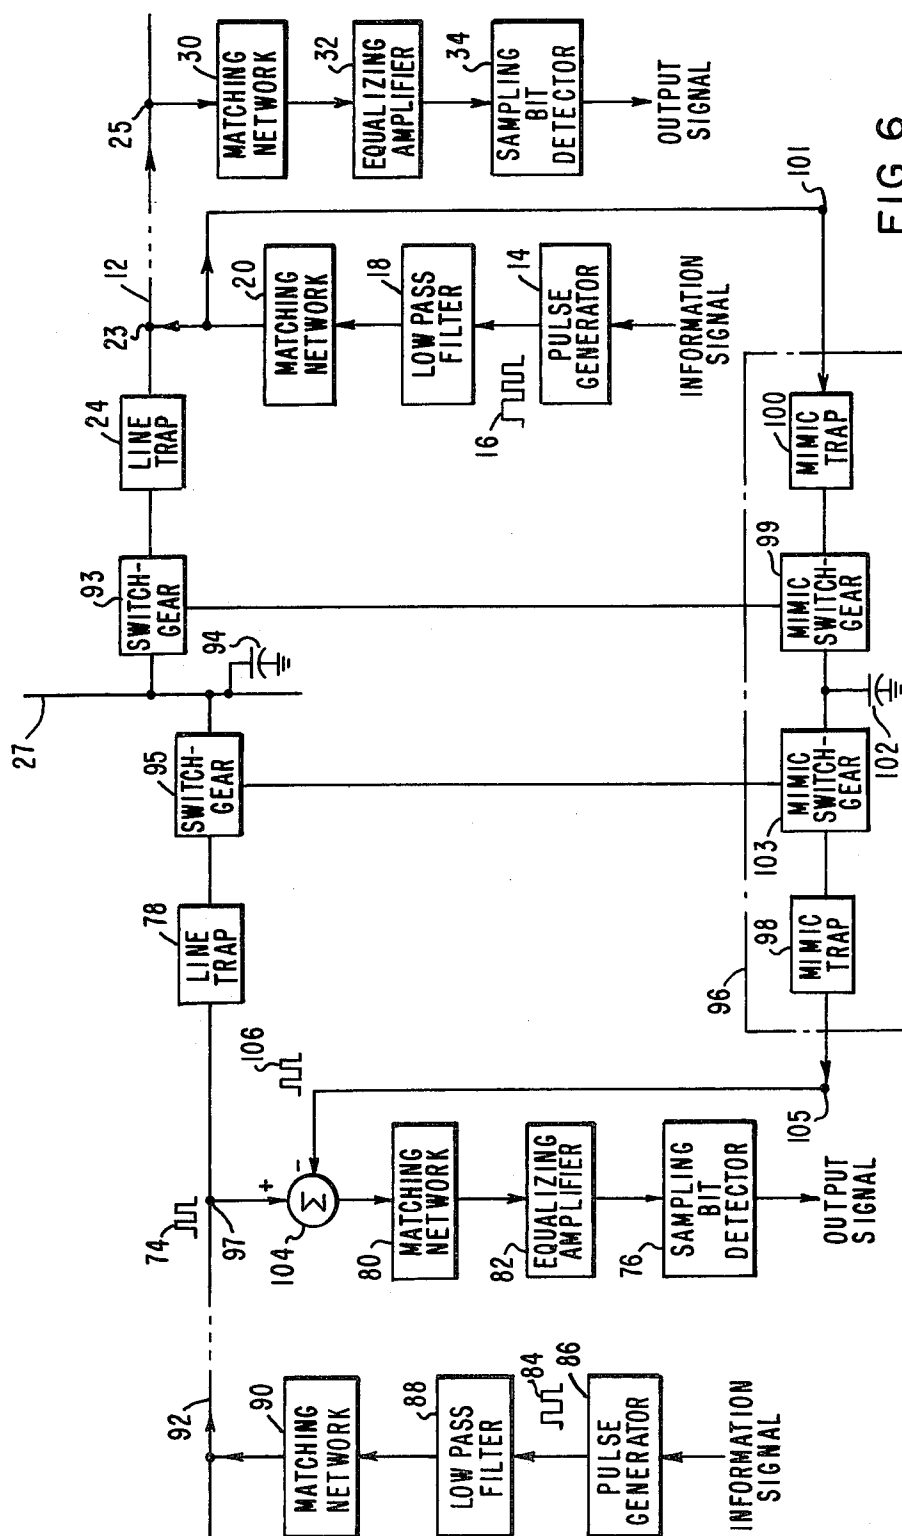 27
92
74
97
78
LINE
TRAP
95
SWITCH-
GEAR
94
93
SWITCH-
GEAR
24
LINE
TRAP
23
12
25
90
MATCHING
NETWORK
88
LOW PASS
FILTER
84
86
PULSE
GENERATOR
INFORMATION
SIGNAL
+
-
Σ
104
106
80
MATCHING
NETWORK
82
EQUALIZING
AMPLIFIER
76
SAMPLING
BIT
DETECTOR
OUTPUT
SIGNAL
105
20
MATCHING
NETWORK
18
LOW PASS
FILTER
16
14
PULSE
GENERATOR
INFORMATION
SIGNAL
30
MATCHING
NETWORK
32
EQUALIZING
AMPLIFIER
34
SAMPLING
BIT
DETECTOR
OUTPUT
SIGNAL
101
96
98
MIMIC
TRAP
103
MIMIC
SWITCH-
GEAR
102
99
MIMIC
SWITCH-
GEAR
100
MIMIC
TRAP
FIG 6